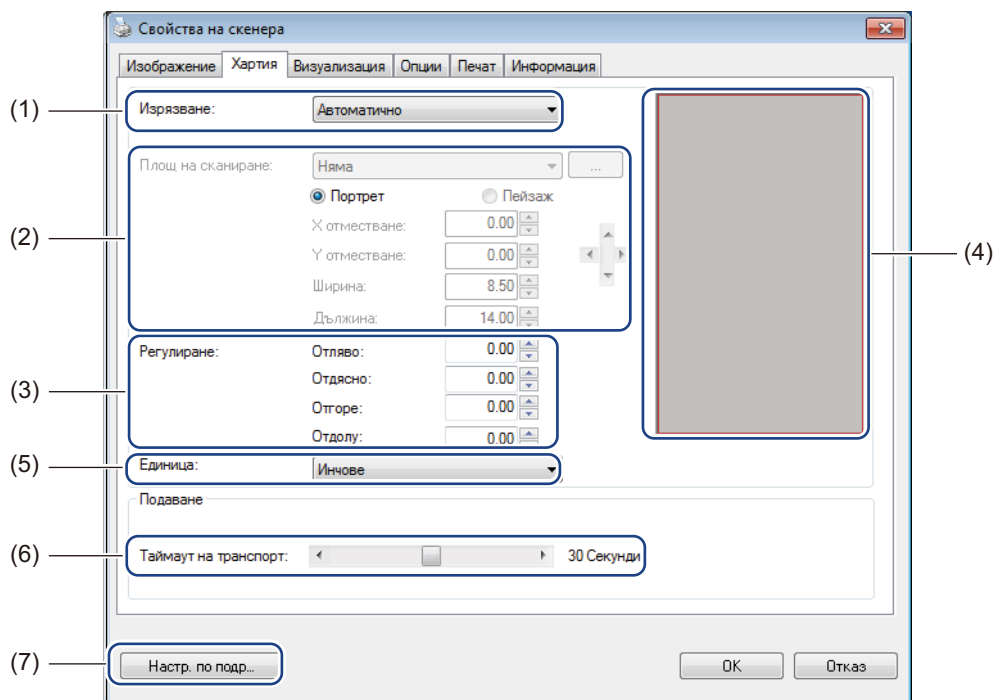 Свойства на скенера
Изображение Хартия Визуализация Опции Печат Информация
(1) Изрязване: Автоматично
Площ на сканиране: Няма ...
Портрет Пейзаж
X отместване: 0.00
(2) Y отместване: 0.00 (4)
Ширина: 8.50
Дължина: 14.00
Регулиране: Отляво: 0.00
(3) Отдясно: 0.00
Отгоре: 0.00
Отдолу: 0.00
(5) Единица: Инчове
Подаване
(6) Таймаут на транспорт: 30 Секунди
(7) Настр. по подр... OK Отказ